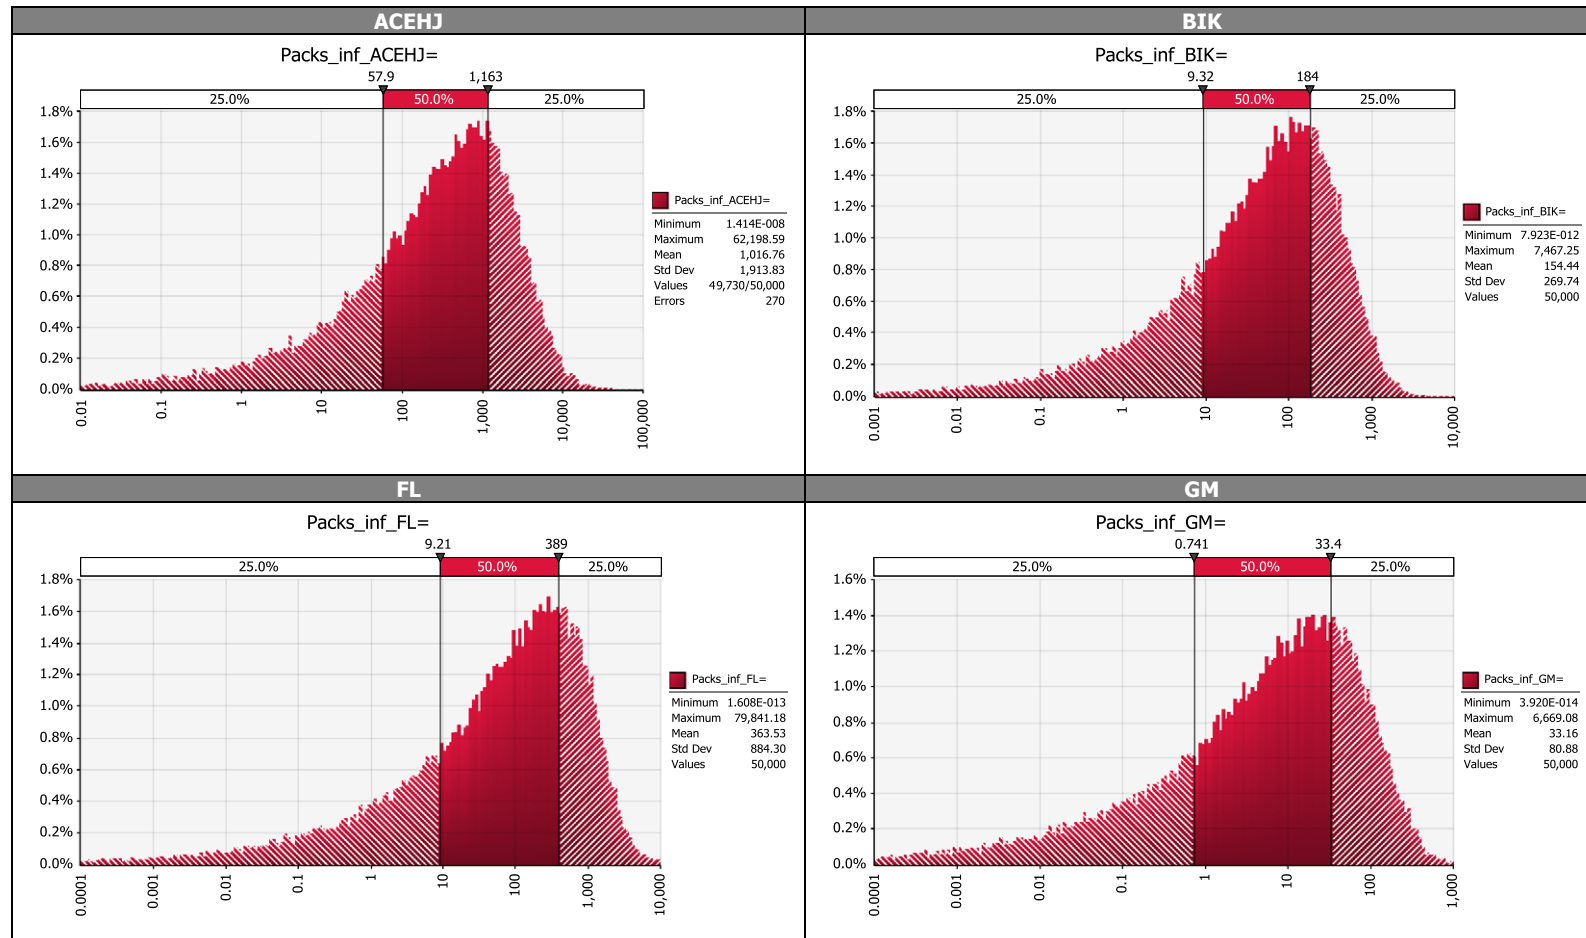 ACEHJ
Packs_inf_ACEHJ=
57.9 1,163
25.0% 50.0% 25.0%
1.8%
1.6%
1.4%
1.2%
1.0%
0.8%
0.6%
0.4%
0.2%
0.0%
0.01 0.1 1 10 100 1,000 10,000 100,000
Packs_inf_ACEHJ=
Minimum 1.414E-008
Maximum 62,198.59
Mean 1,016.76
Std Dev 1,913.83
Values 49,730/50,000
Errors 270
BIK
Packs_inf_BIK=
9.32 184
25.0% 50.0% 25.0%
1.8%
1.6%
1.4%
1.2%
1.0%
0.8%
0.6%
0.4%
0.2%
0.0%
0.001 0.01 0.1 1 10 100 1,000 10,000
Packs_inf_BIK=
Minimum 7.923E-012
Maximum 7,467.25
Mean 154.44
Std Dev 269.74
Values 50,000
FL
Packs_inf_FL=
9.21 389
25.0% 50.0% 25.0%
1.8%
1.6%
1.4%
1.2%
1.0%
0.8%
0.6%
0.4%
0.2%
0.0%
0.0001 0.001 0.01 0.1 1 10 100 1,000 10,000
Packs_inf_FL=
Minimum 1.608E-013
Maximum 79,841.18
Mean 363.53
Std Dev 884.30
Values 50,000
GM
Packs_inf_GM=
0.741 33.4
25.0% 50.0% 25.0%
1.6%
1.4%
1.2%
1.0%
0.8%
0.6%
0.4%
0.2%
0.0%
0.0001 0.001 0.01 0.1 1 10 100 1,000
Packs_inf_GM=
Minimum 3.920E-014
Maximum 6,669.08
Mean 33.16
Std Dev 80.88
Values 50,000